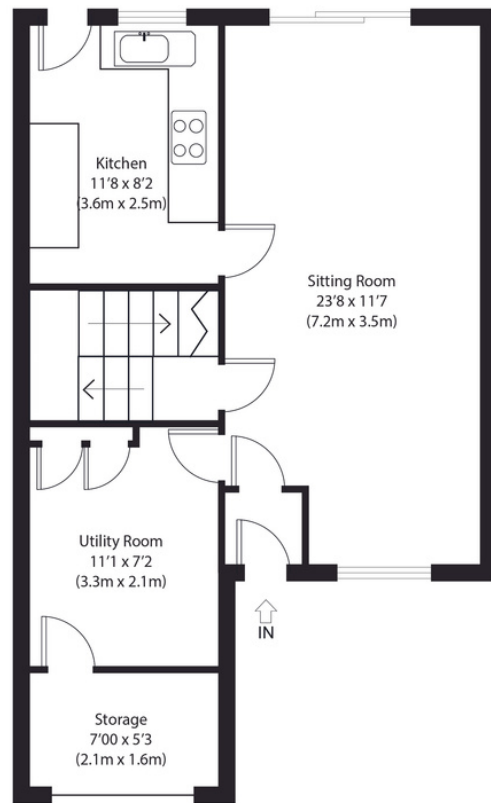 Kitchen
11'8 x 8'2
(3.6m x 2.5m)
Sitting Room
23'8 x 11'7
(7.2m x 3.5m)
Utility Room
11'1 x 7'2
(3.3m x 2.1m)
IN
Storage
7'00 x 5'3
(2.1m x 1.6m)